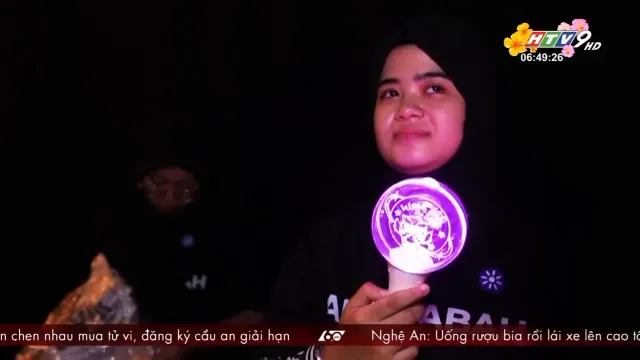 HTV9 HD
06:49:26
n chen nhau mua tử vi, đăng ký cầu an giải hạn
60
Nghệ An: Uống rượu bia rồi lái xe lên cao tố